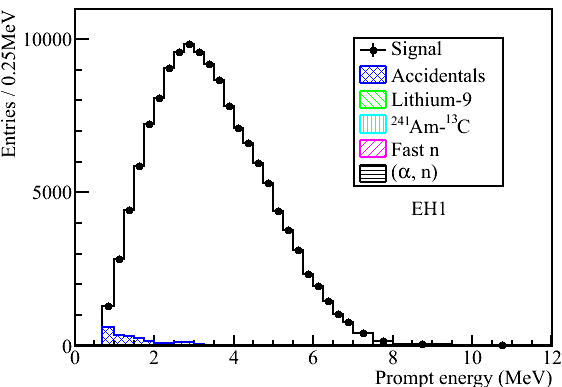 Entries / 0.25MeV
10000
5000
0
Signal
Accidentals
Lithium-9
²⁴¹Am-¹³C
Fast n
(α, n)
EH1
0 2 4 6 8 10 12
Prompt energy (MeV)